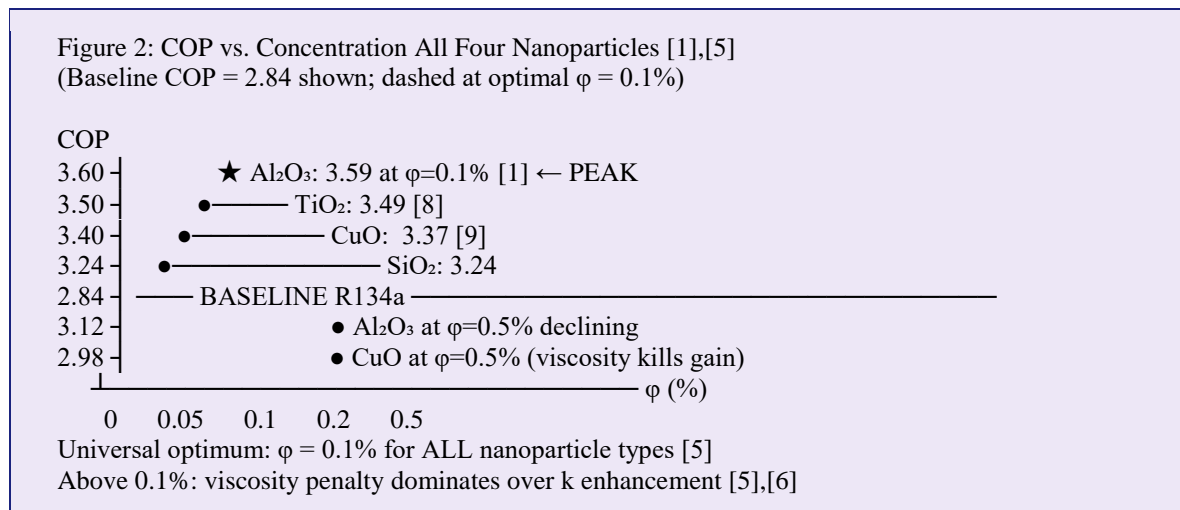 Figure 2: COP vs. Concentration All Four Nanoparticles [1],[5]
(Baseline COP = 2.84 shown; dashed at optimal φ = 0.1%)
COP
3.60 ★ Al₂O₃: 3.59 at φ=0.1% [1] ← PEAK
3.50 ●—— TiO₂: 3.49 [8]
3.40 ●——— CuO: 3.37 [9]
3.24 ●————— SiO₂: 3.24
2.84 —— BASELINE R134a ——————
3.12 ● Al₂O₃ at φ=0.5% declining
2.98 ● CuO at φ=0.5% (viscosity kills gain)
φ (%)
0 0.05 0.1 0.2 0.5
Universal optimum: φ = 0.1% for ALL nanoparticle types [5]
Above 0.1%: viscosity penalty dominates over k enhancement [5],[6]